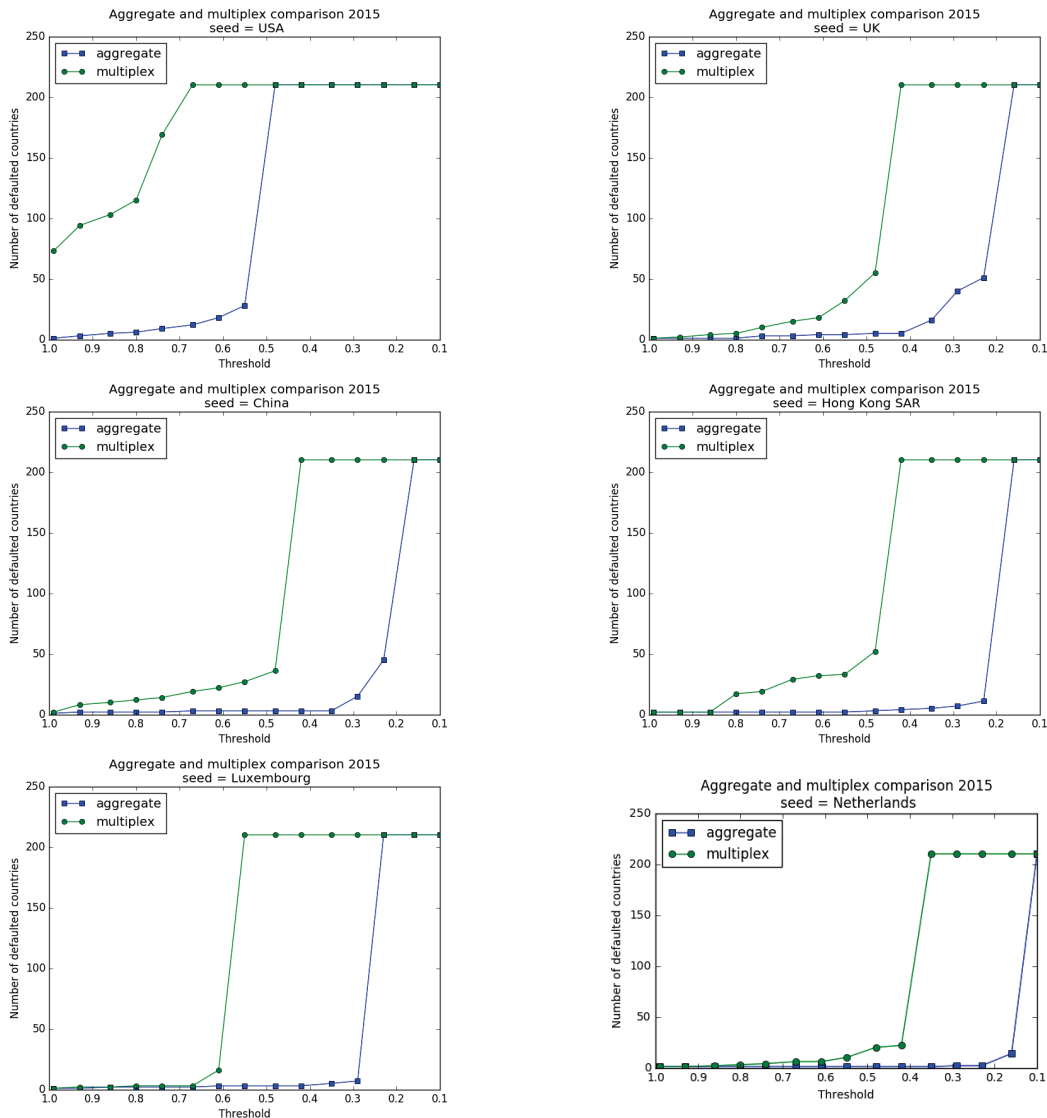 Aggregate and multiplex comparison 2015
seed = USA
250
200
150
100
50
0
Number of defaulted countries
aggregate
multiplex
1.0 0.9 0.8 0.7 0.6 0.5 0.4 0.3 0.2 0.1
Threshold
Aggregate and multiplex comparison 2015
seed = UK
250
200
150
100
50
0
Number of defaulted countries
aggregate
multiplex
1.0 0.9 0.8 0.7 0.6 0.5 0.4 0.3 0.2 0.1
Threshold
Aggregate and multiplex comparison 2015
seed = China
250
200
150
100
50
0
Number of defaulted countries
aggregate
multiplex
1.0 0.9 0.8 0.7 0.6 0.5 0.4 0.3 0.2 0.1
Threshold
Aggregate and multiplex comparison 2015
seed = Hong Kong SAR
250
200
150
100
50
0
Number of defaulted countries
aggregate
multiplex
1.0 0.9 0.8 0.7 0.6 0.5 0.4 0.3 0.2 0.1
Threshold
Aggregate and multiplex comparison 2015
seed = Luxembourg
250
200
150
100
50
0
Number of defaulted countries
aggregate
multiplex
1.0 0.9 0.8 0.7 0.6 0.5 0.4 0.3 0.2 0.1
Threshold
Aggregate and multiplex comparison 2015
seed = Netherlands
250
200
150
100
50
0
Number of defaulted countries
aggregate
multiplex
1.0 0.9 0.8 0.7 0.6 0.5 0.4 0.3 0.2 0.1
Threshold